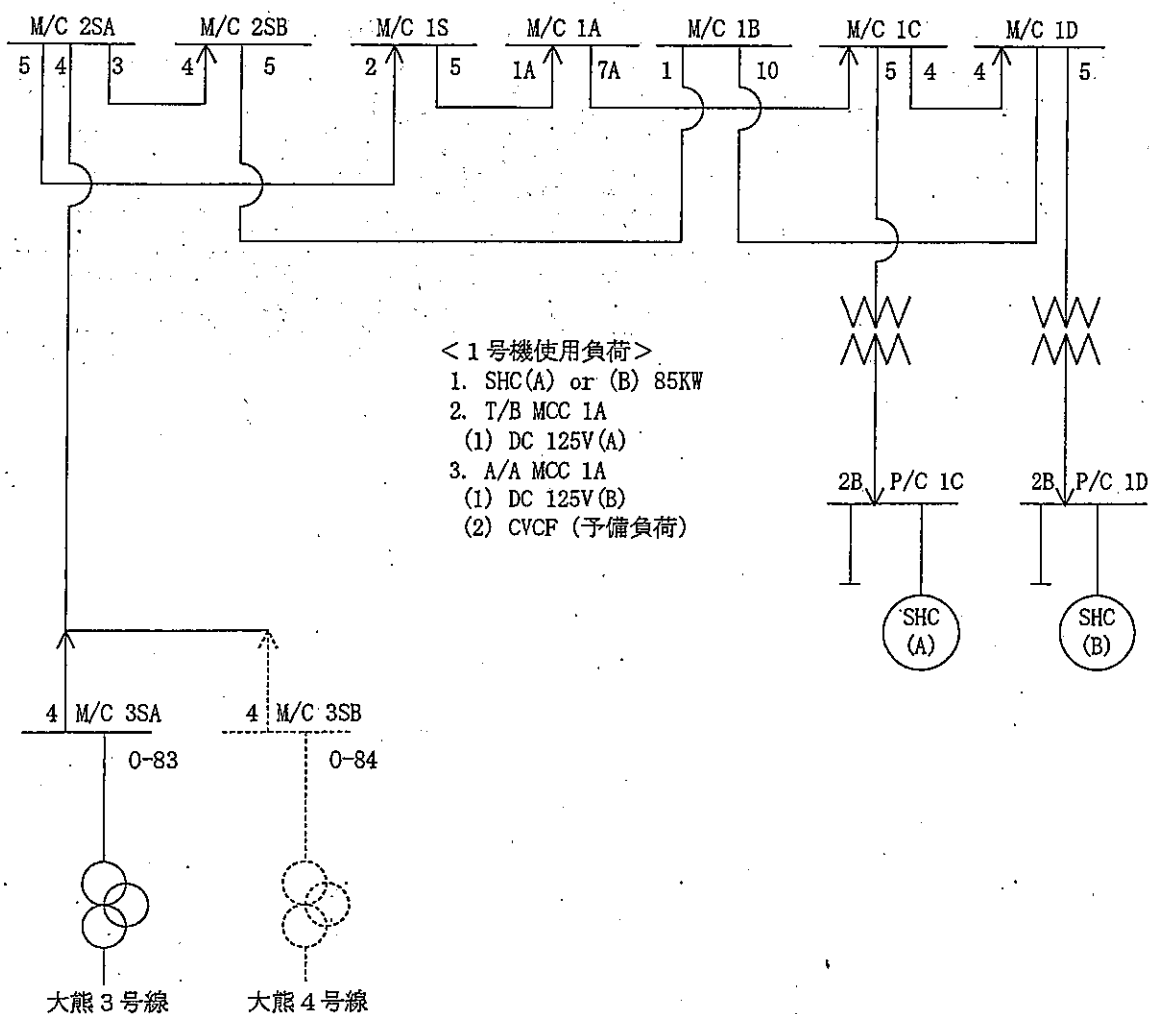 M/C 2SA
M/C 2SB
M/C 1S
M/C 1A
M/C 1B
M/C 1C
M/C 1D
5 4 3
4 5
2 5
1A 7A
1 10
5 4
4 5
<1号機使用負荷>
1. SHC(A) or (B) 85KW
2. T/B MCC 1A
(1) DC 125V(A)
3. A/A MCC 1A
(1) DC 125V(B)
(2) CVCF (予備負荷)
2B P/C 1C
2B P/C 1D
SHC
(A)
SHC
(B)
4 M/C 3SA
4 M/C 3SB
0-83
0-84
大熊3号線
大熊4号線